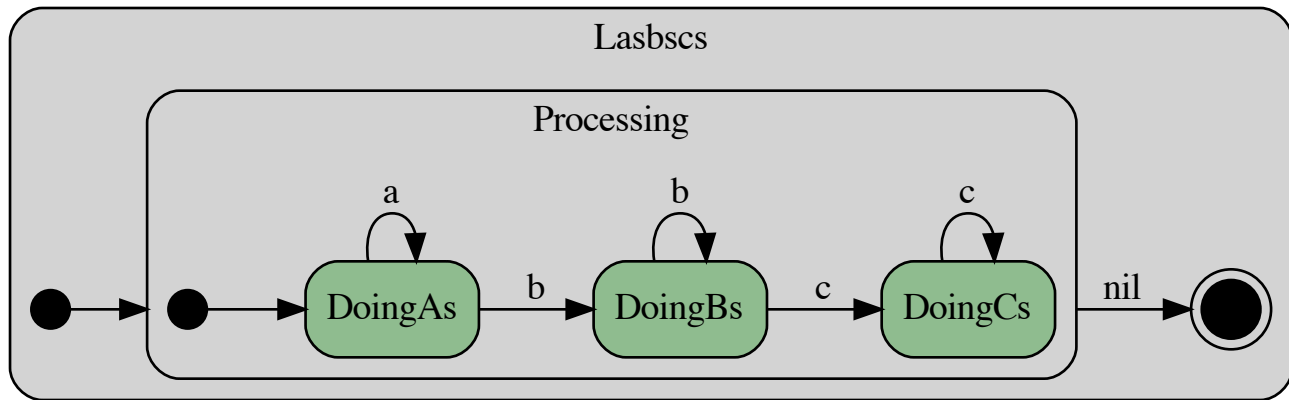 Lasbscs
Processing
a
b
c
DoingAs
b
DoingBs
c
DoingCs
nil